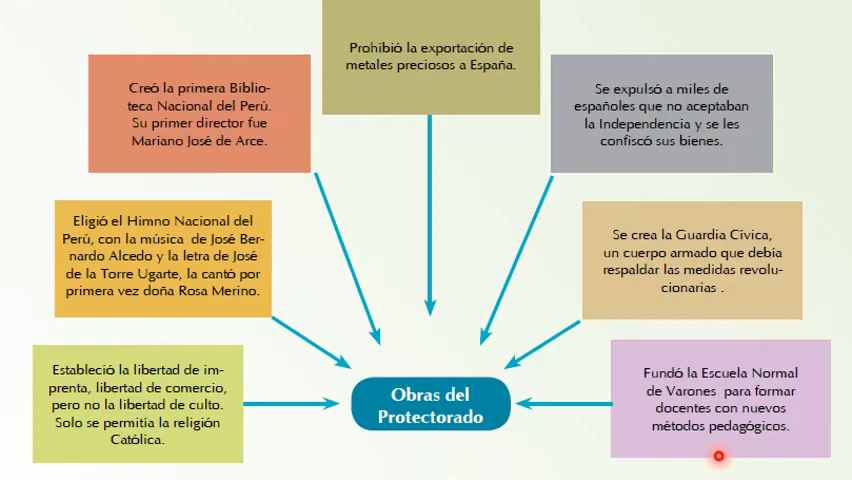 Prohibió la exportación de
metales preciosos a España.
Creó la primera Biblio-
teca Nacional del Perú.
Su primer director fue
Mariano José de Arce.
Se expulsó a miles de
españoles que no aceptaban
la Independencia y se les
confiscó sus bienes.
Eligió el Himno Nacional del
Perú, con la música de José Ber-
nardo Alcedo y la letra de José
de la Torre Ugarte, la cantó por
primera vez doña Rosa Merino.
Se crea la Guardia Cívica,
un cuerpo armado que debía
respaldar las medidas revolu-
cionarias .
Estableció la libertad de im-
prenta, libertad de comercio,
pero no la libertad de culto.
Solo se permitía la religión
Católica.
Fundó la Escuela Normal
de Varones para formar
docentes con nuevos
métodos pedagógicos.
Obras del
Protectorado